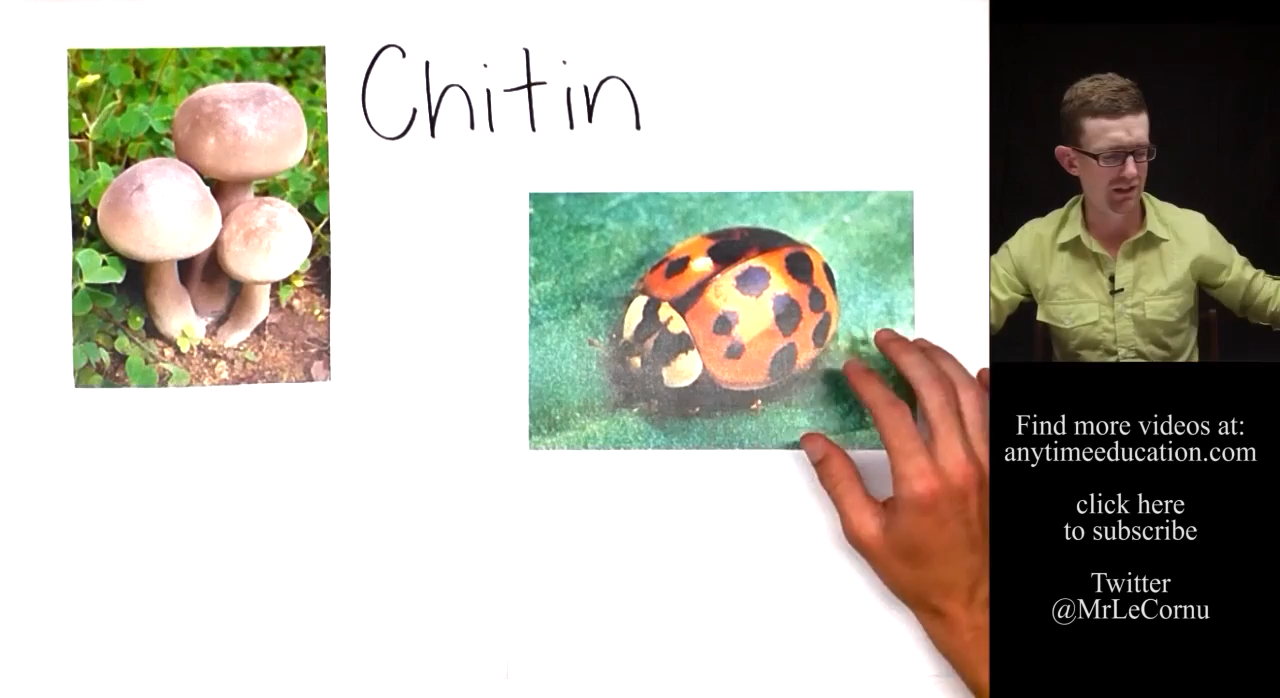 Chitin
Find more videos at:
anytimeeducation.com
click here
to subscribe
Twitter
@MrLeCornu